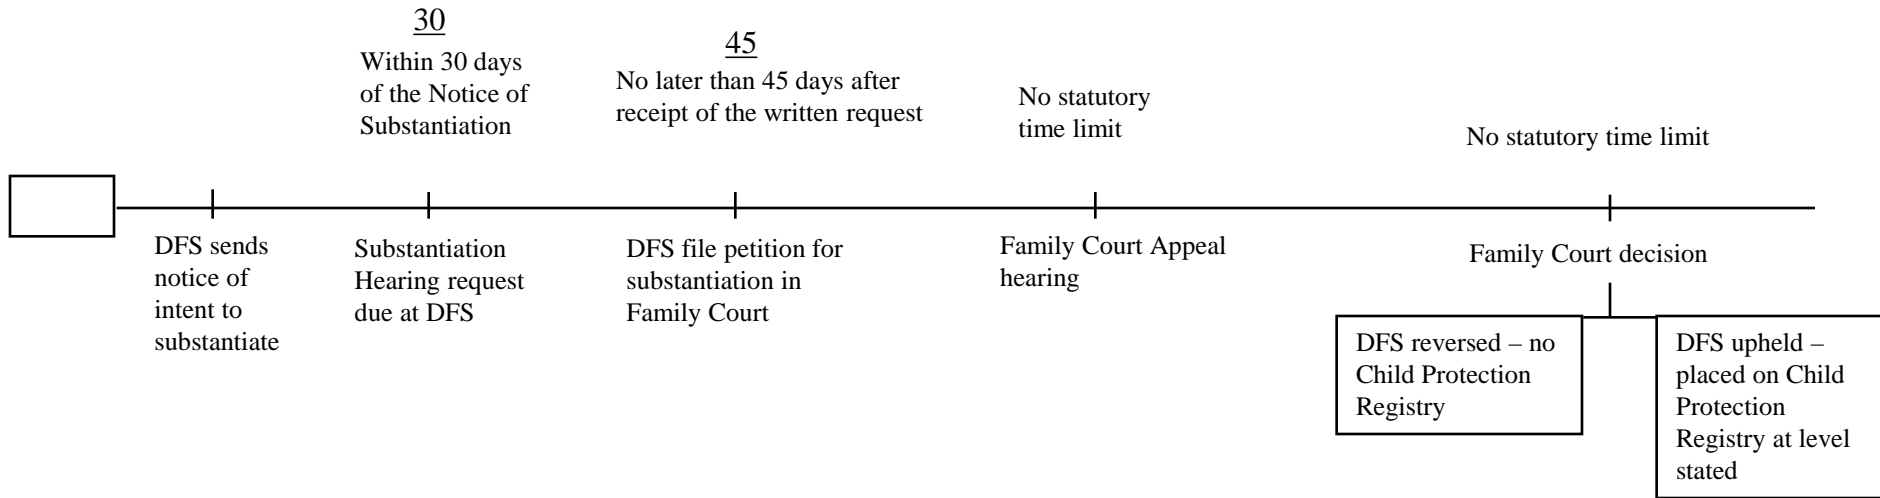 30
Within 30 days
of the Notice of
Substantiation
45
No later than 45 days after
receipt of the written request
No statutory
time limit
No statutory time limit
DFS sends
notice of
intent to
substantiate
Substantiation
Hearing request
due at DFS
DFS file petition for
substantiation in
Family Court
Family Court Appeal
hearing
Family Court decision
DFS reversed – no
Child Protection
Registry
DFS upheld –
placed on Child
Protection
Registry at level
stated